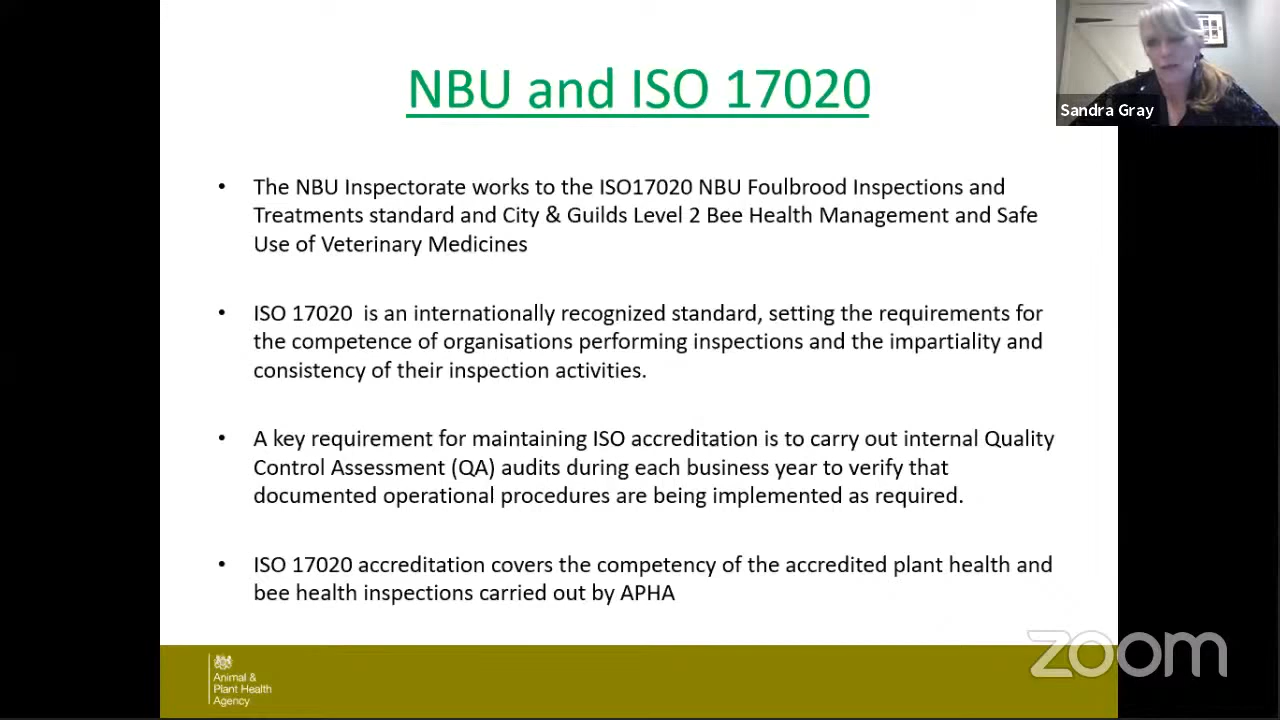 NBU and ISO 17020
Sandra Gray
• The NBU Inspectorate works to the ISO17020 NBU Foulbrood Inspections and
Treatments standard and City & Guilds Level 2 Bee Health Management and Safe
Use of Veterinary Medicines
• ISO 17020  is an internationally recognized standard, setting the requirements for
the competence of organisations performing inspections and the impartiality and
consistency of their inspection activities.
• A key requirement for maintaining ISO accreditation is to carry out internal Quality
Control Assessment (QA) audits during each business year to verify that
documented operational procedures are being implemented as required.
• ISO 17020 accreditation covers the competency of the accredited plant health and
bee health inspections carried out by APHA
zoom
Animal &
Plant Health
Agency